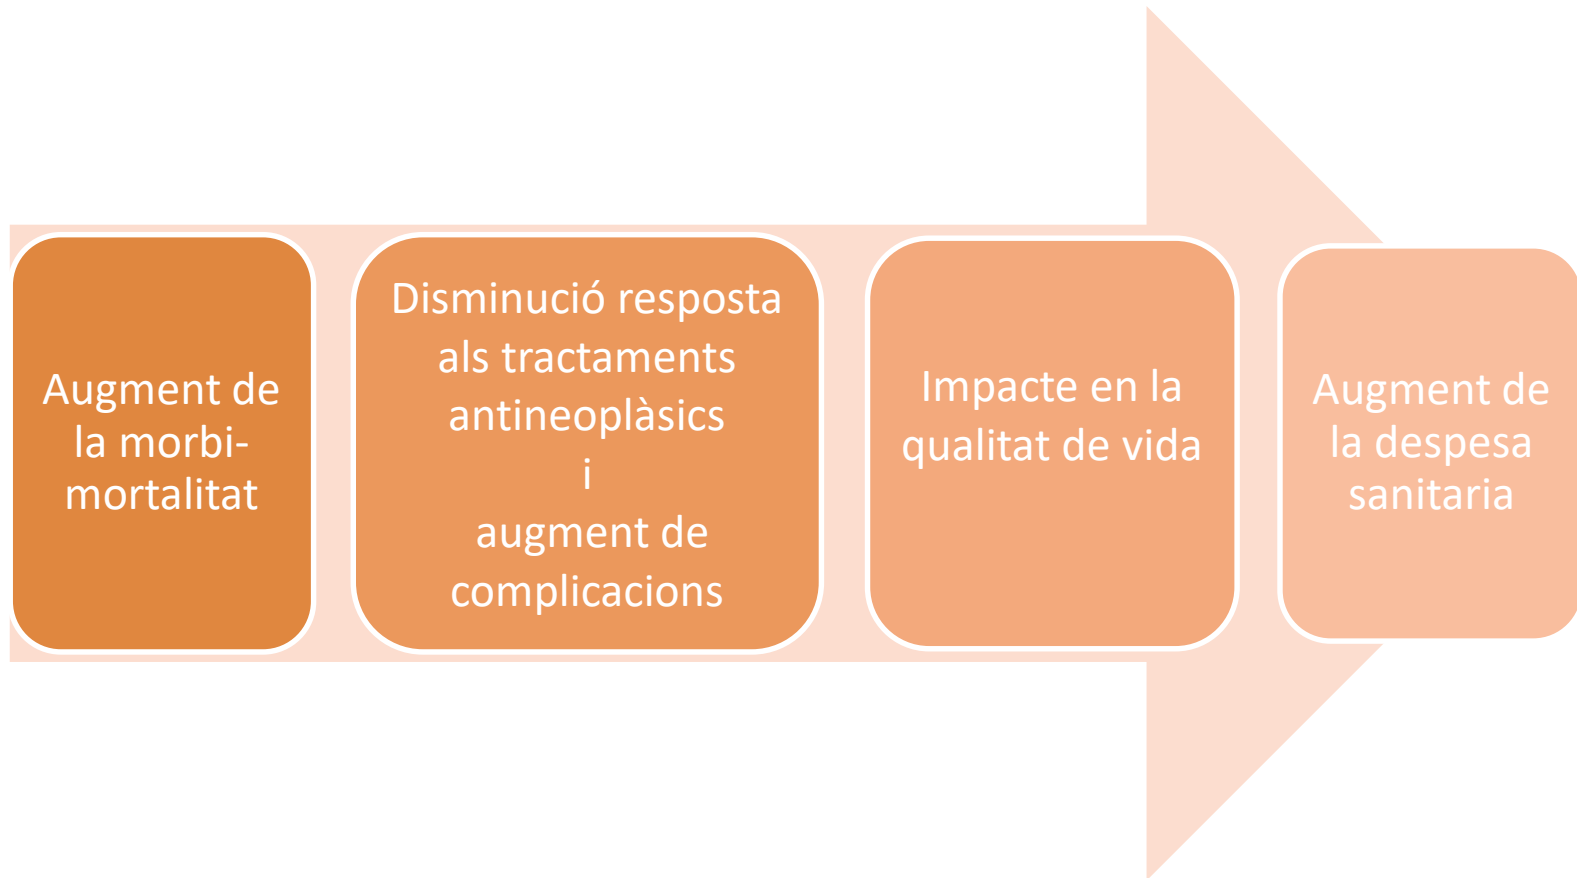 Augment de
la morbi-
mortalitat
Disminució resposta
als tractaments
antineoplàsics
i
augment de
complicacions
Impacte en la
qualitat de vida
Augment de
la despesa
sanitaria